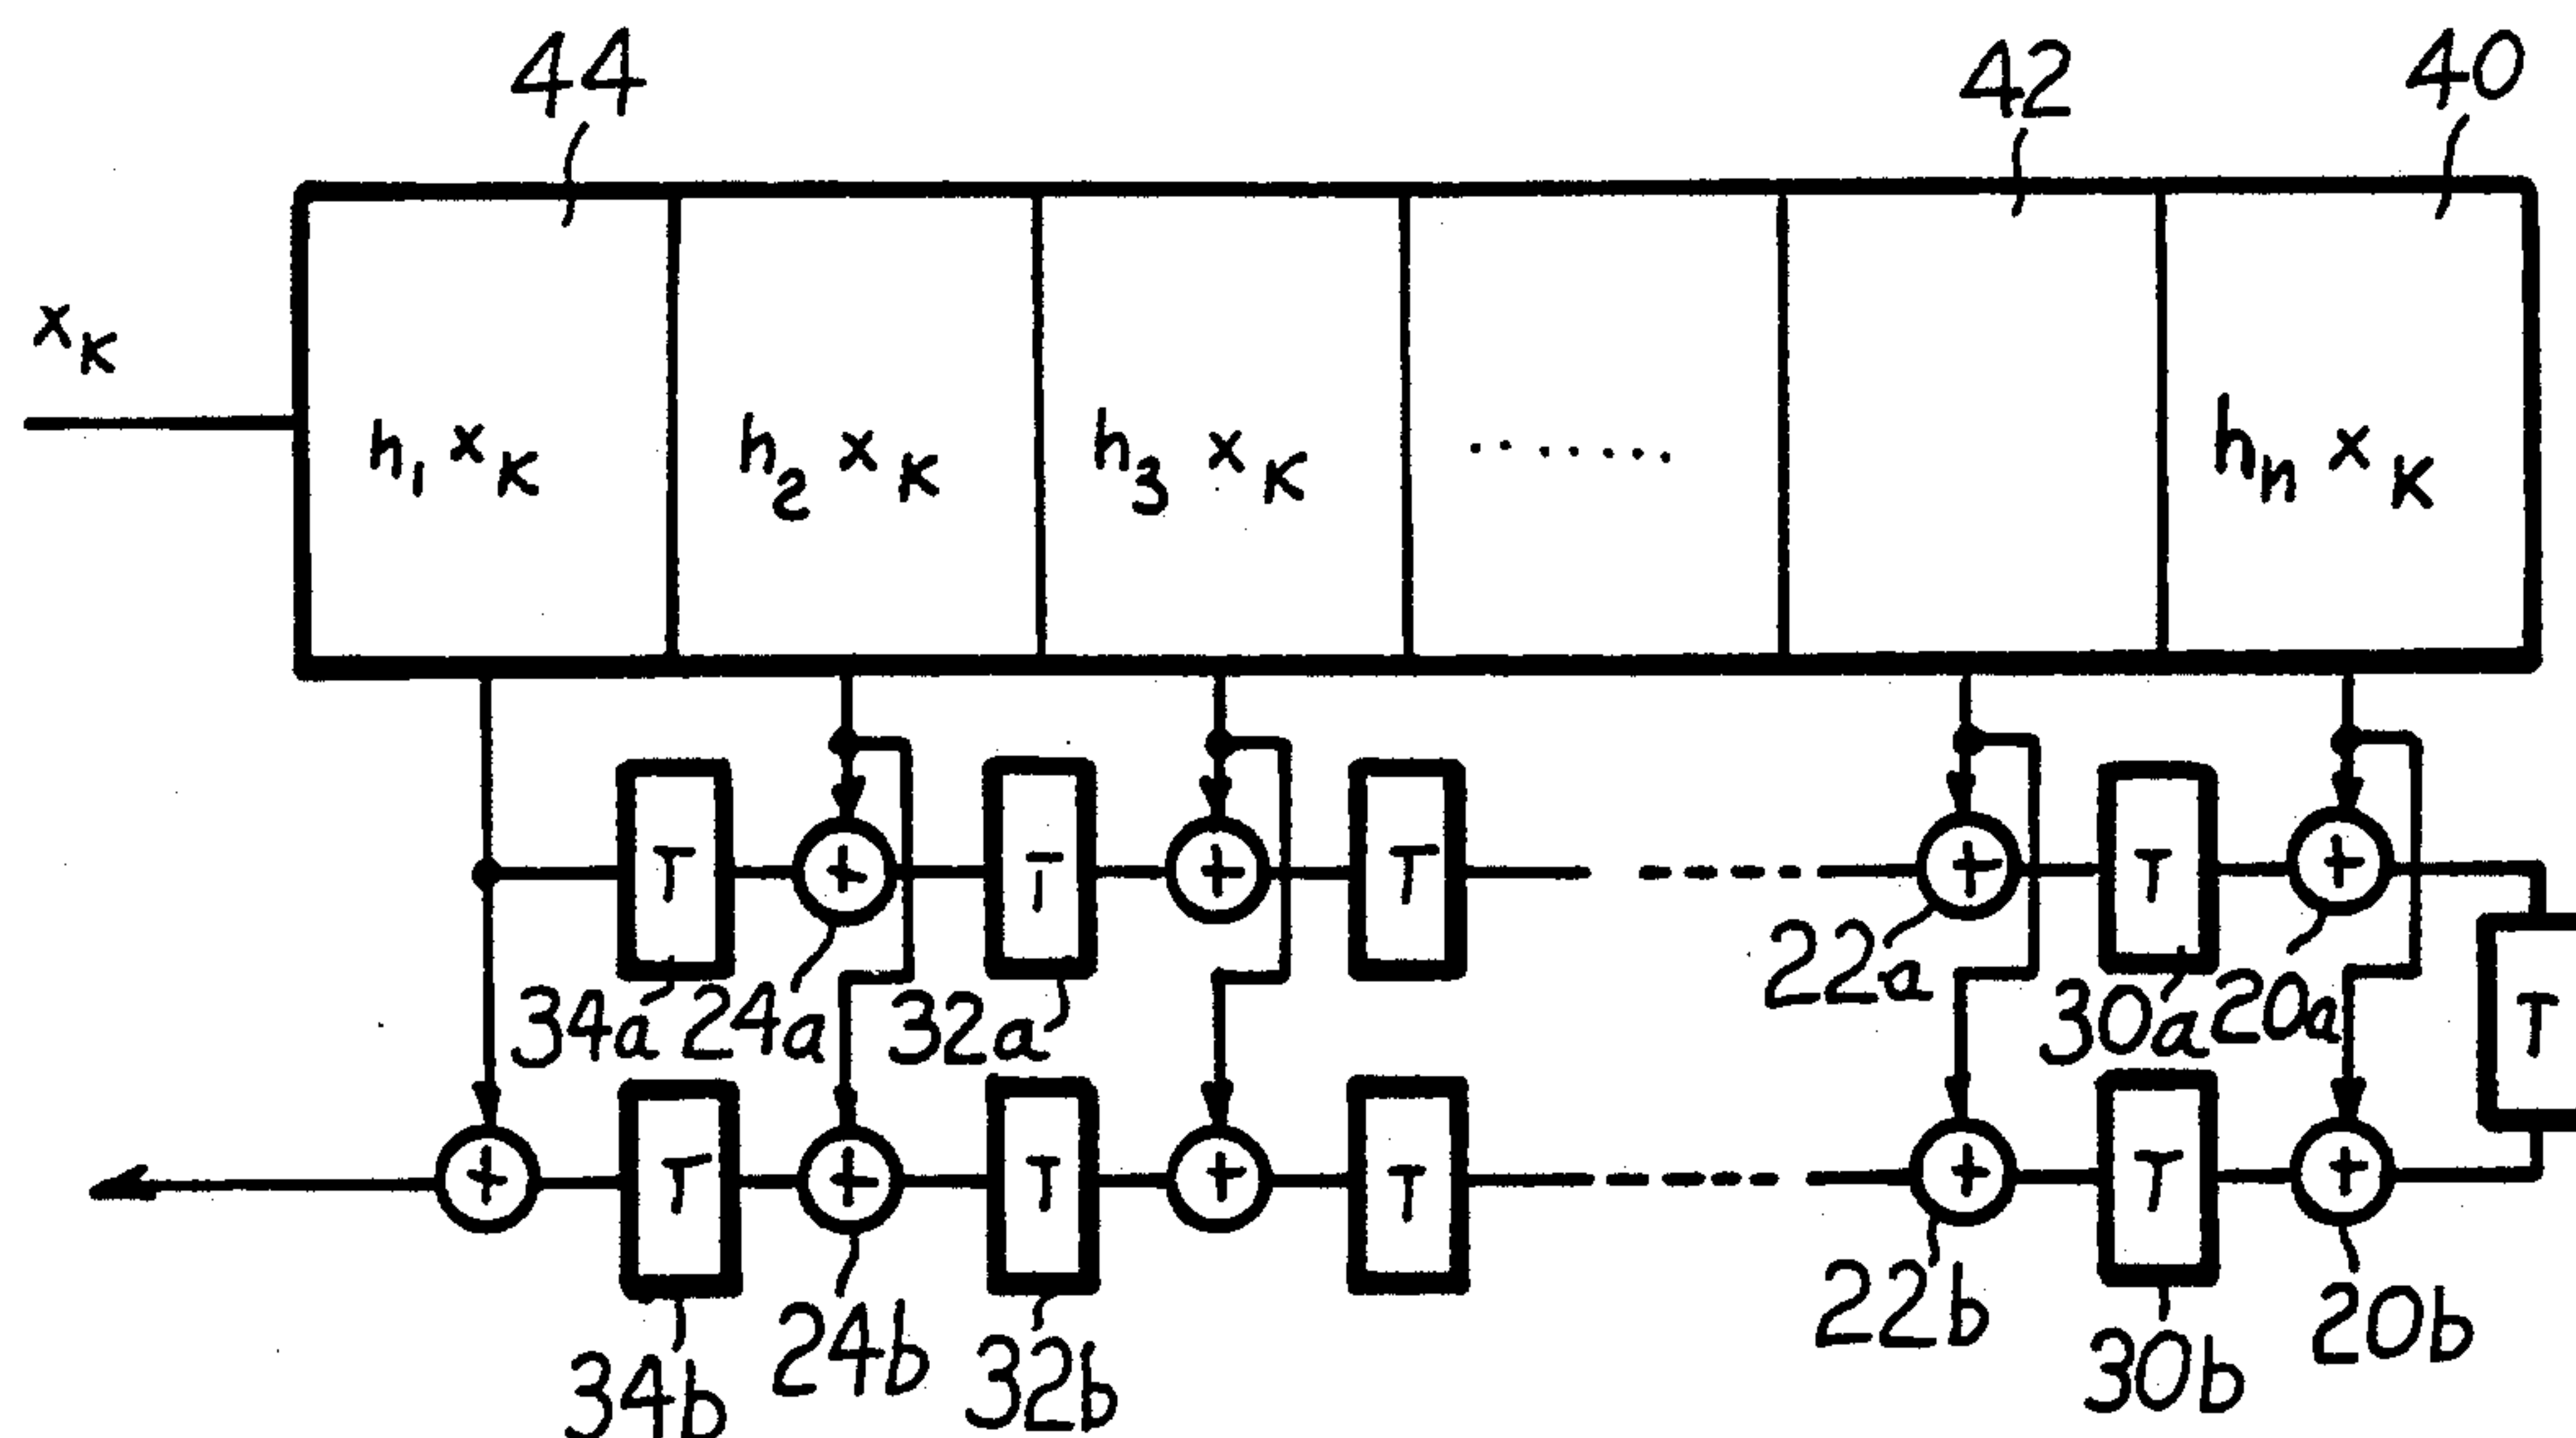 44 42 40
x_K
h_1 x_K h_2 x_K h_3 x_K ....... h_n x_K
T + T + T + T +
T
34a 24a 32a 22a 30a 20a
+ T + T + T + T +
34b 24b 32b 22b 30b 20b